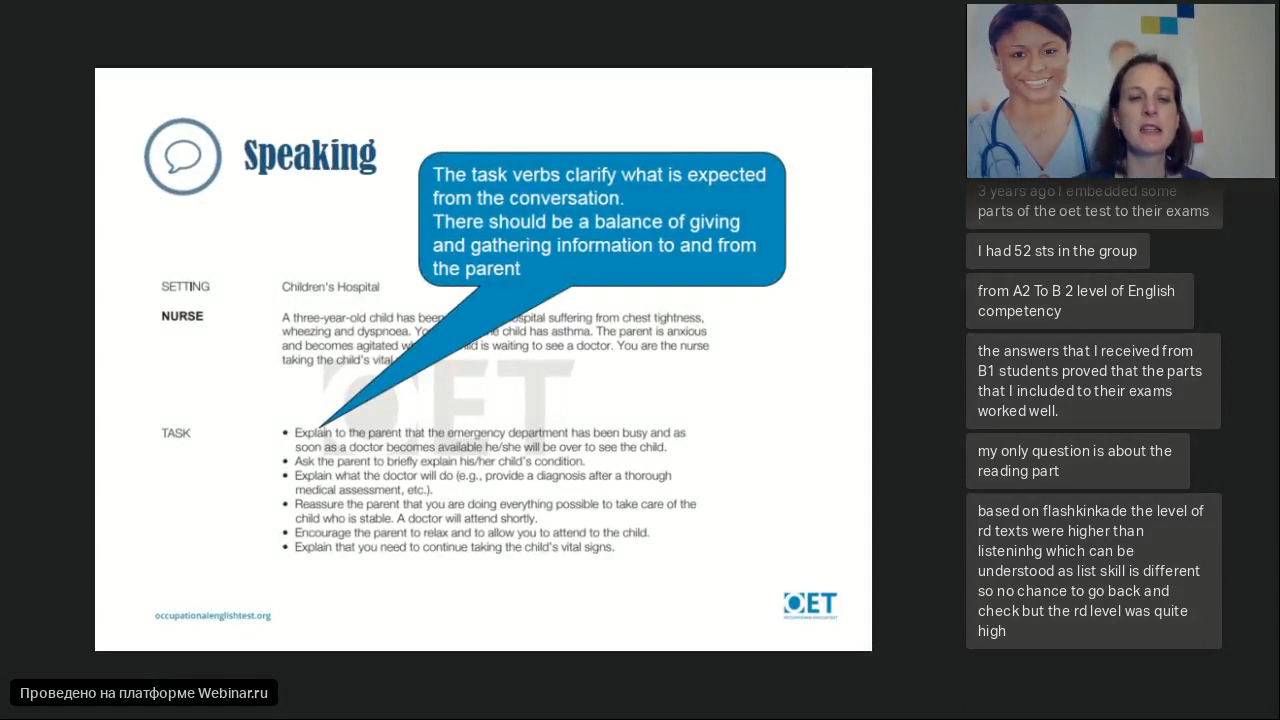 Speaking
The task verbs clarify what is expected
from the conversation.
There should be a balance of giving
and gathering information to and from
the parent
SETTING
Children's Hospital
NURSE
A three-year-old child has been spital suffering from chest tightness,
wheezing and dyspnoea. Yo e child has asthma. The parent is anxious
and becomes agitated w ild is waiting to see a doctor. You are the nurse
taking the child's vital
OET
TASK
• Explain to the parent that the emergency department has been busy and as
soon as a doctor becomes available he/she will be over to see the child.
• Ask the parent to briefly explain his/her child's condition.
• Explain what the doctor will do (e.g., provide a diagnosis after a thorough
medical assessment, etc.).
• Reassure the parent that you are doing everything possible to take care of the
child who is stable. A doctor will attend shortly.
• Encourage the parent to relax and to allow you to attend to the child.
• Explain that you need to continue taking the child's vital signs.
occupationalenglishtest.org
OET
Проведено на платформе Webinar.ru
3 years ago I embedded some
parts of the oet test to their exams
I had 52 sts in the group
from A2 To B 2 level of English
competency
the answers that I received from
B1 students proved that the parts
that I included to their exams
worked well.
my only question is about the
reading part
based on flashkinkade the level of
rd texts were higher than
listeninhg which can be
understood as list skill is different
so no chance to go back and
check but the rd level was quite
high